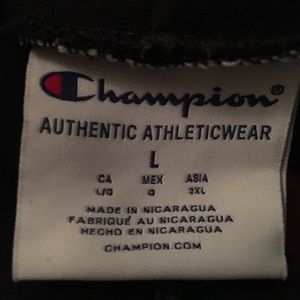 Champion®
AUTHENTIC ATHLETICWEAR
L
CA MEX ASIA
L/G G 2XL
MADE IN NICARAGUA
FABRIQUÉ AU NICARAGUA
HECHO EN NICARAGUA
CHAMPION.COM